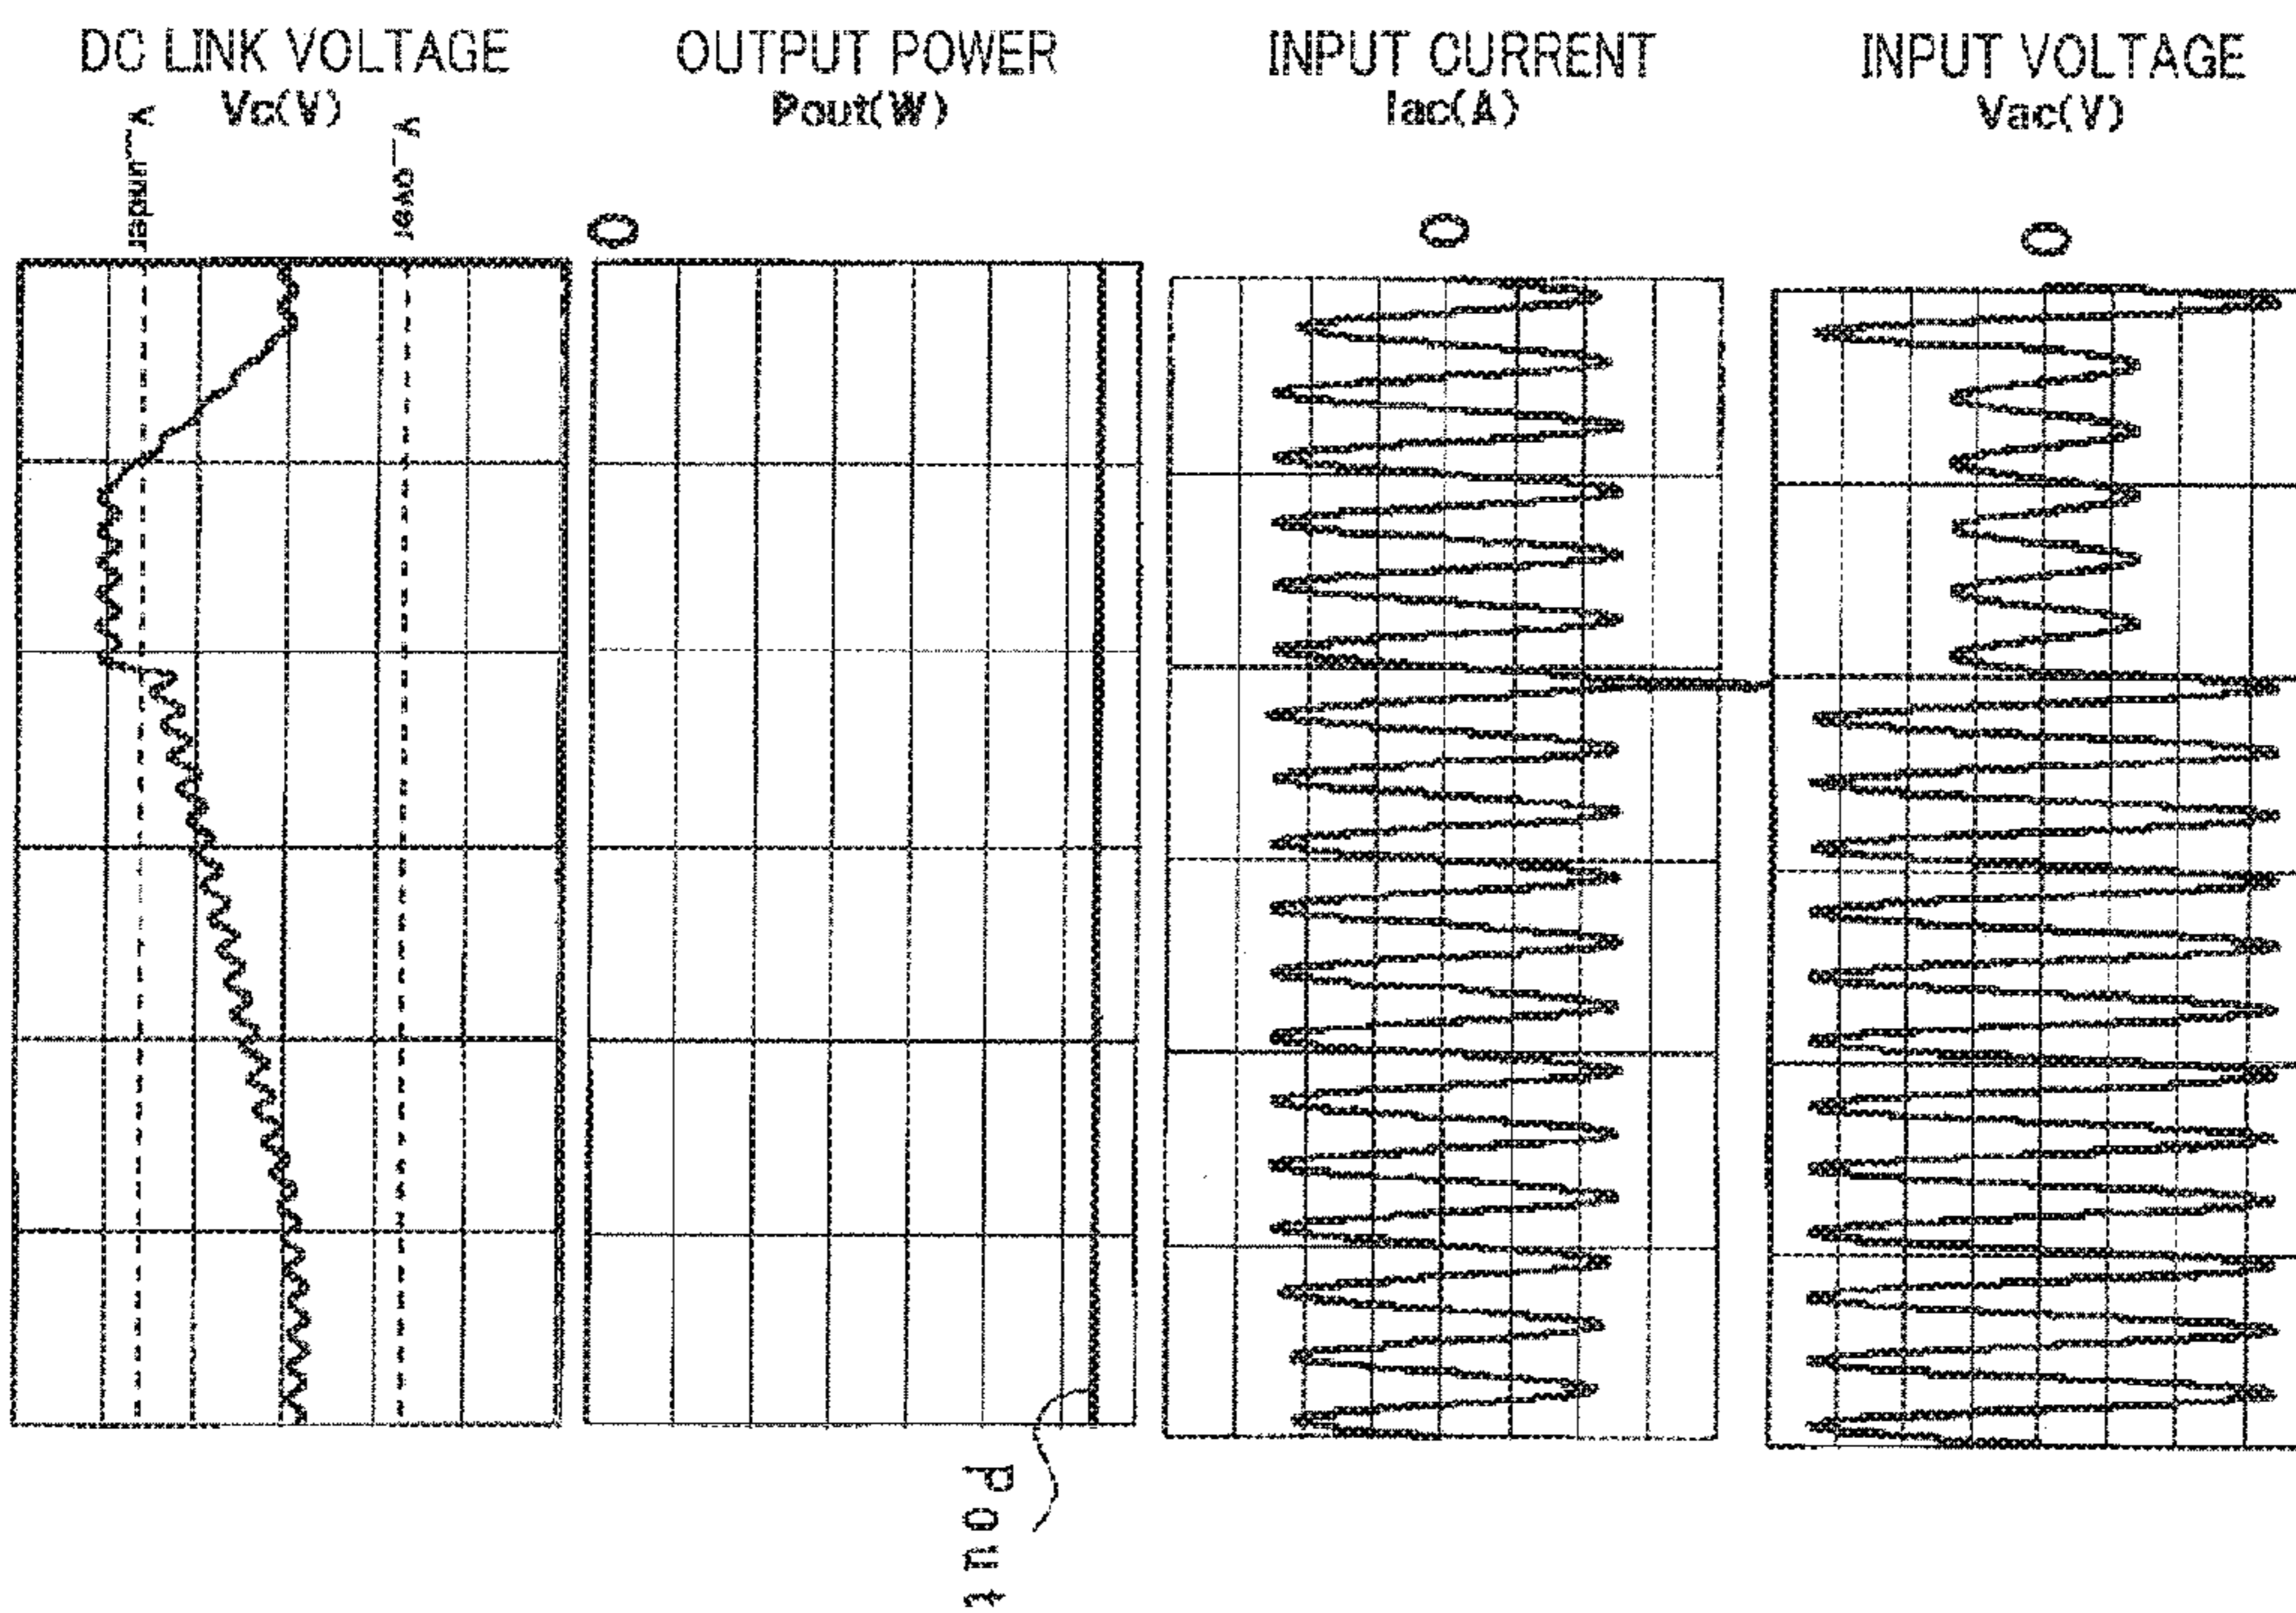 DC LINK VOLTAGE
Vc(V)
V_under
V_over
OUTPUT POWER
Pout(W)
0
INPUT CURRENT
Iac(A)
0
INPUT VOLTAGE
Vac(V)
0
Pout